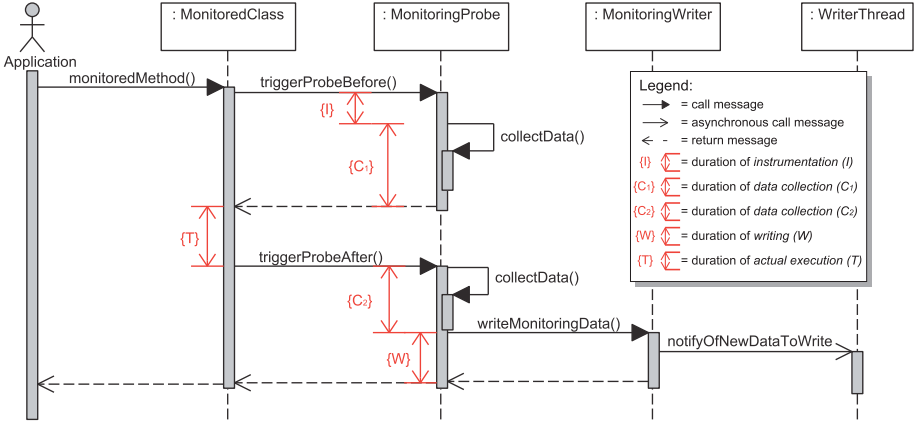 : MonitoredClass
: MonitoringProbe
: MonitoringWriter
: WriterThread
Application
monitoredMethod()
triggerProbeBefore()
{I}
collectData()
{C1}
{T}
triggerProbeAfter()
collectData()
{C2}
writeMonitoringData()
notifyOfNewDataToWrite
{W}
Legend:
= call message
= asynchronous call message
= return message
{I} = duration of instrumentation (I)
{C1} = duration of data collection (C1)
{C2} = duration of data collection (C2)
{W} = duration of writing (W)
{T} = duration of actual execution (T)